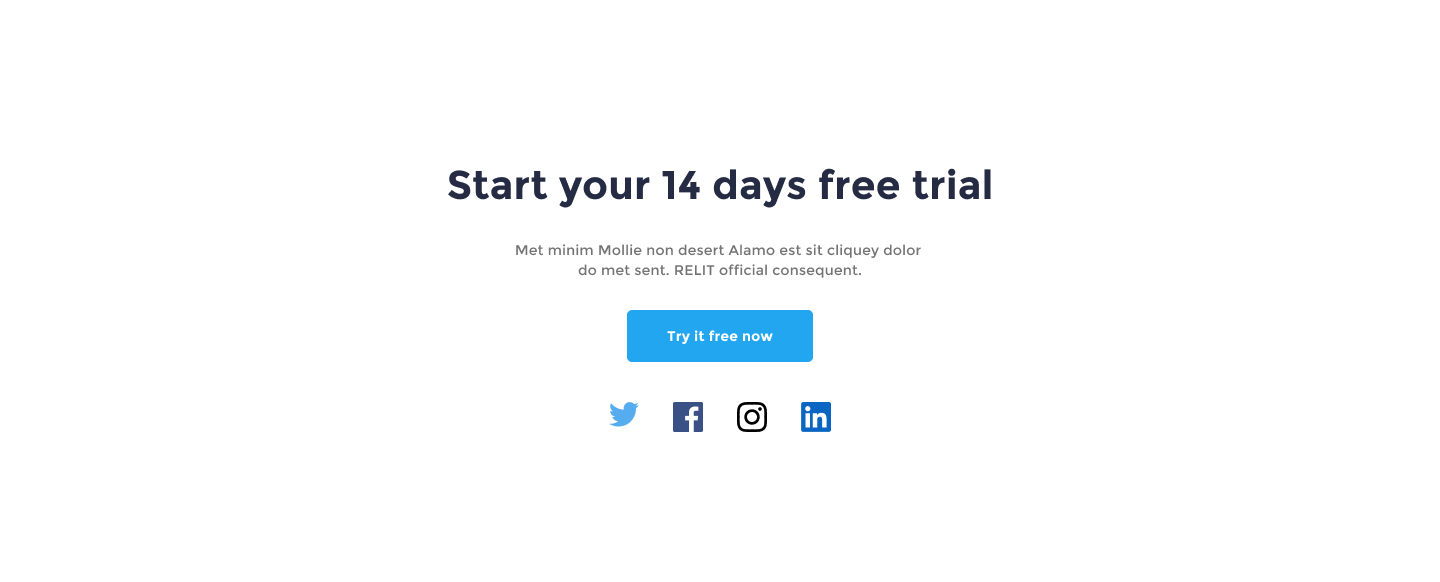 Start your 14 days free trial
Met minim Mollie non desert Alamo est sit cliquey dolor
do met sent. RELIT official consequent.
Try it free now